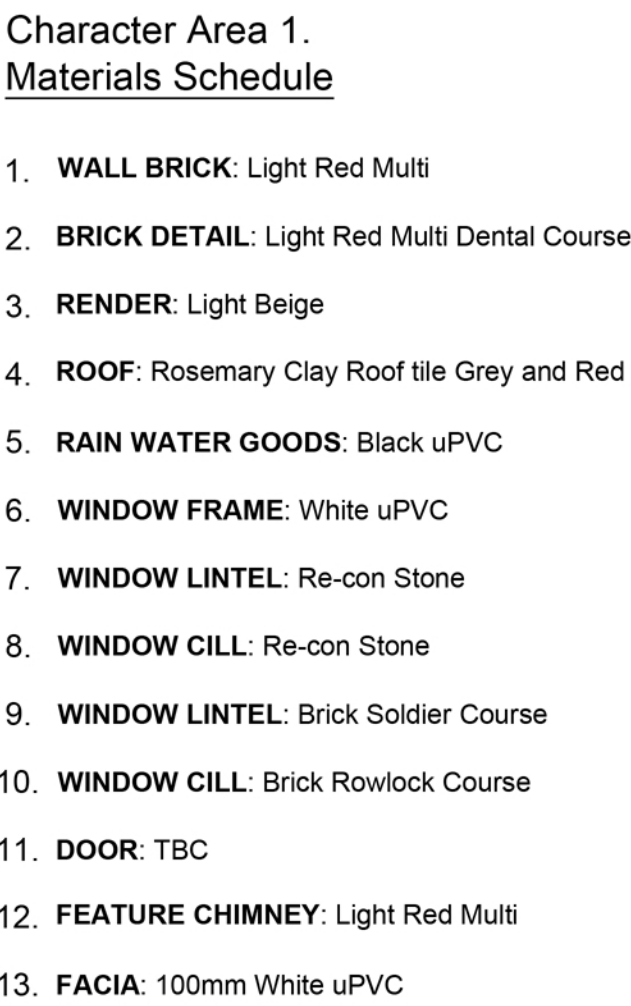 Character Area 1.
Materials Schedule
1. WALL BRICK: Light Red Multi
2. BRICK DETAIL: Light Red Multi Dental Course
3. RENDER: Light Beige
4. ROOF: Rosemary Clay Roof tile Grey and Red
5. RAIN WATER GOODS: Black uPVC
6. WINDOW FRAME: White uPVC
7. WINDOW LINTEL: Re-con Stone
8. WINDOW CILL: Re-con Stone
9. WINDOW LINTEL: Brick Soldier Course
10. WINDOW CILL: Brick Rowlock Course
11. DOOR: TBC
12. FEATURE CHIMNEY: Light Red Multi
13. FACIA: 100mm White uPVC